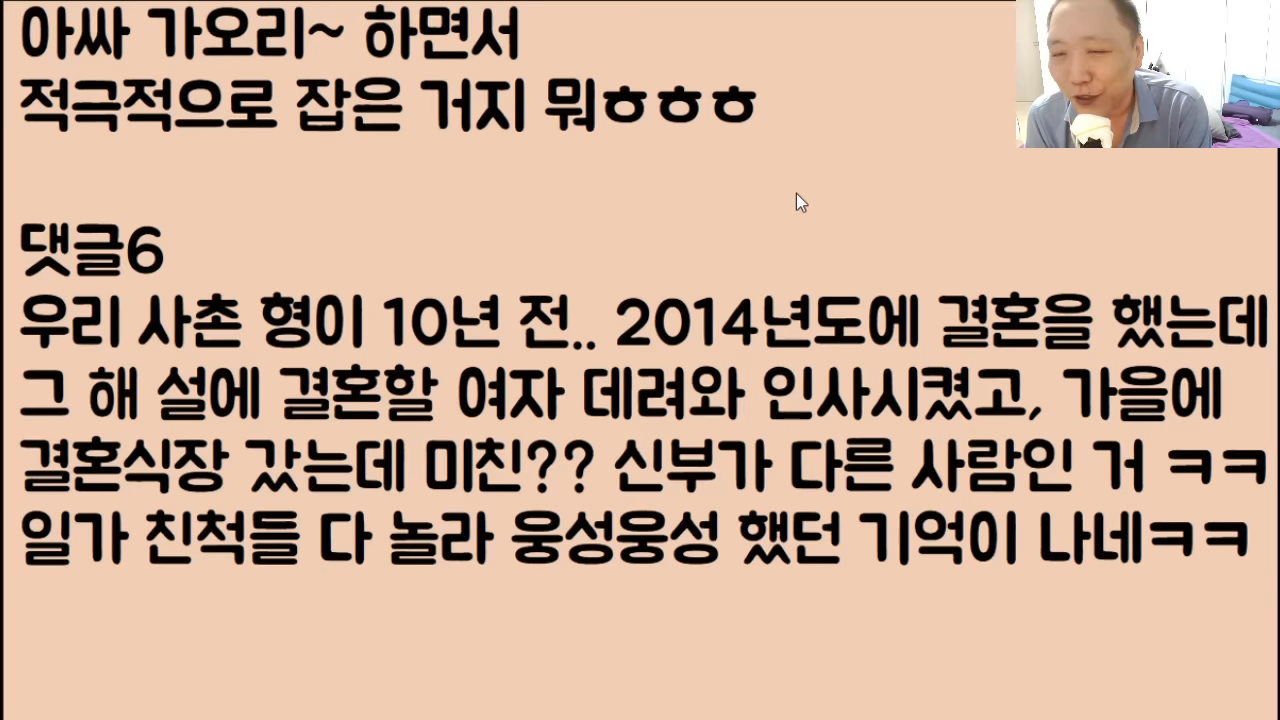 아싸 가오리~ 하면서
적극적으로 잡은 거지 뭐ㅎㅎㅎ
댓글6
우리 사촌 형이 10년 전.. 2014년도에 결혼을 했는데
그 해 설에 결혼할 여자 데려와 인사시켰고, 가을에
결혼식장 갔는데 미친?? 신부가 다른 사람인 거 ㅋㅋ
일가 친척들 다 놀라 웅성웅성 했던 기억이 나네ㅋㅋ